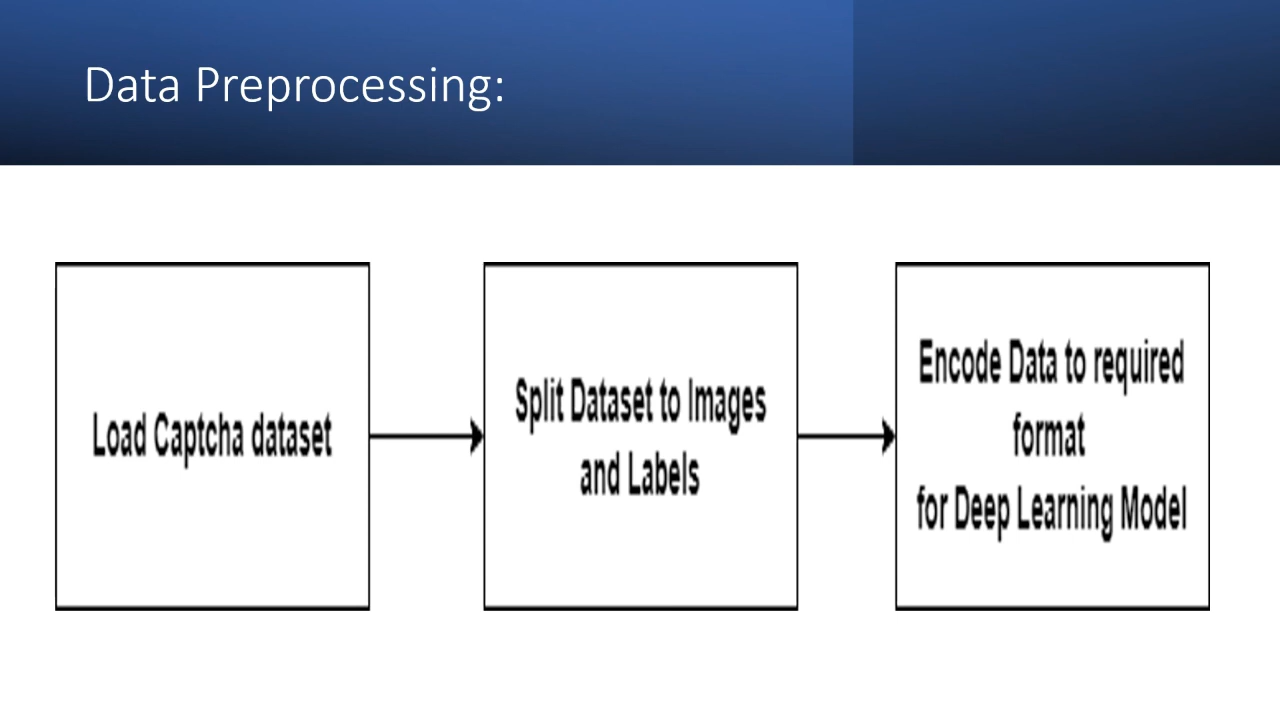 Data Preprocessing:
Load Captcha dataset
Split Dataset to Images
and Labels
Encode Data to required
format
for Deep Learning Model